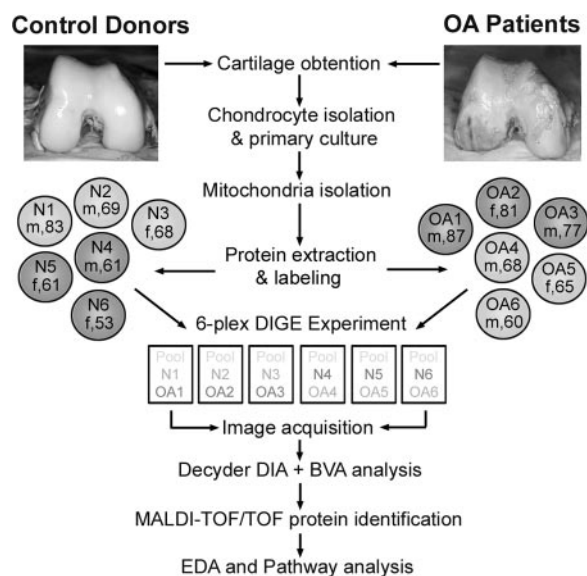 Control Donors
OA Patients
Cartilage obtention
Chondrocyte isolation
& primary culture
Mitochondria isolation
N1
m,83
N2
m,69
N3
f,68
N4
m,61
N5
f,61
N6
f,53
Protein extraction
& labeling
OA1
m,87
OA2
f,81
OA3
m,77
OA4
m,68
OA5
f,65
OA6
m,60
6-plex DIGE Experiment
Pool
N1
OA1
Pool
N2
OA2
Pool
N3
OA3
Pool
N4
OA4
Pool
N5
OA5
Pool
N6
OA6
Image acquisition
Decyder DIA + BVA analysis
MALDI-TOF/TOF protein identification
EDA and Pathway analysis